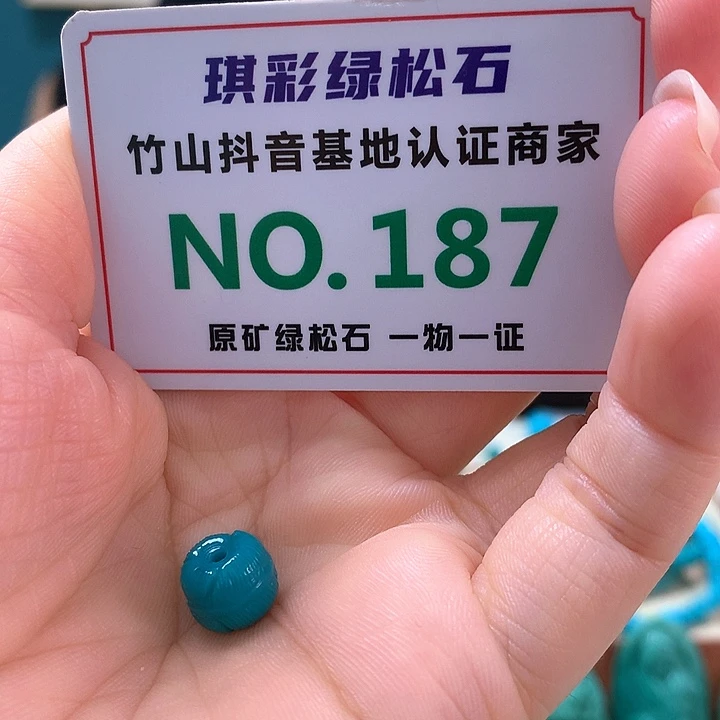 琪彩绿松石
竹山抖音基地认证商家
NO.187
原矿绿松石 一物一证